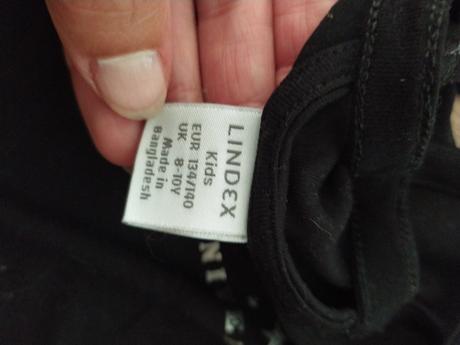 LINDEX
Kids
EUR 134/140
UK 8-10Y
Made in
Bangladesh